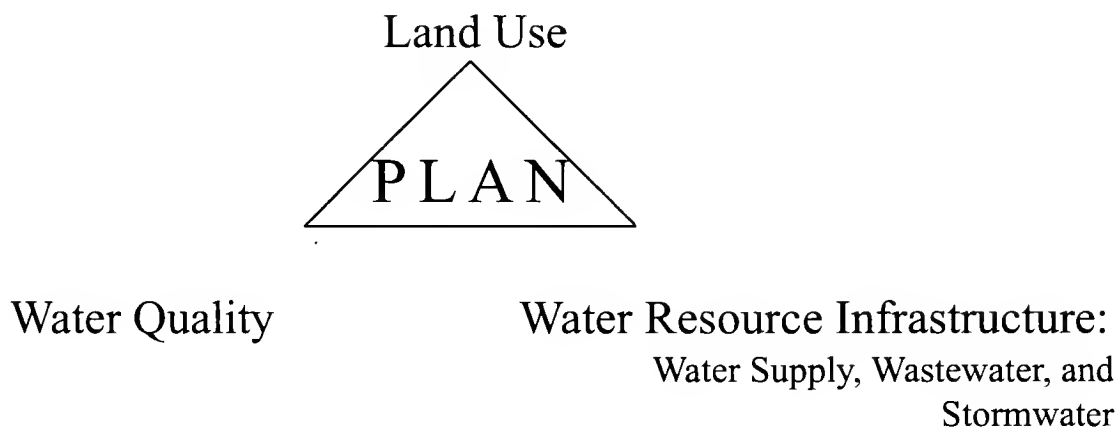 Land Use
PLAN
Water Quality
Water Resource Infrastructure:
Water Supply, Wastewater, and
Stormwater